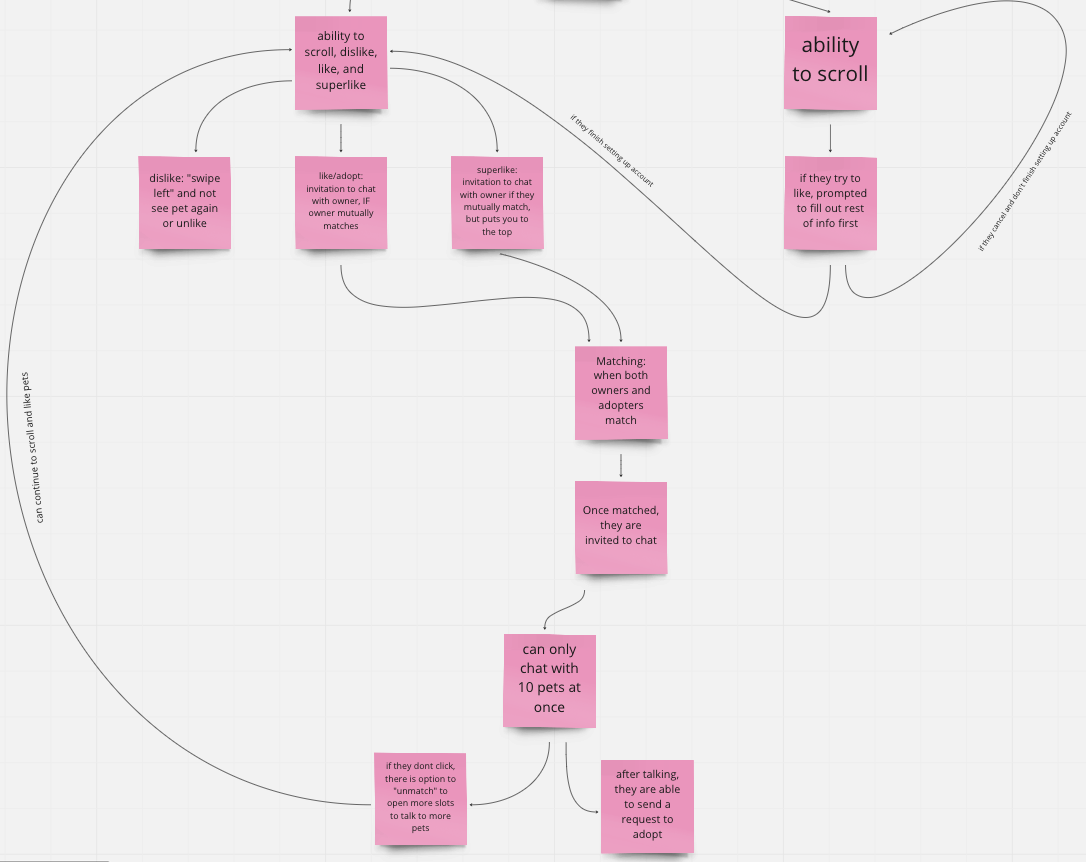 ability to
scroll, dislike,
like, and
superlike
ability
to scroll
if they finish setting up account
if they cancel and don't finish setting up account
dislike: "swipe
left" and not
see pet again
or unlike
like/adopt:
invitation to chat
with owner, IF
owner mutually
matches
superlike:
invitation to chat
with owner if they
mutually match,
but puts you to
the top
if they try to
like, prompted
to fill out rest
of info first
Matching:
when both
owners and
adopters
match
can continue to scroll and like pets
Once matched,
they are
invited to chat
can only
chat with
10 pets at
once
if they dont click,
there is option to
"unmatch" to
open more slots
to talk to more
pets
after talking,
they are able
to send a
request to
adopt